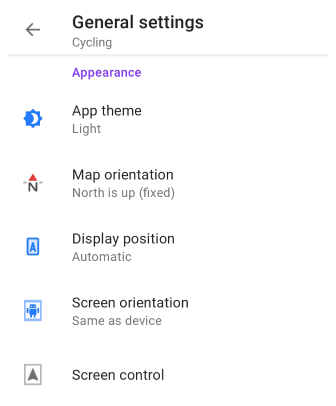 General settings
Cycling
Appearance
App theme
Light
Map orientation
North is up (fixed)
Display position
Automatic
Screen orientation
Same as device
Screen control